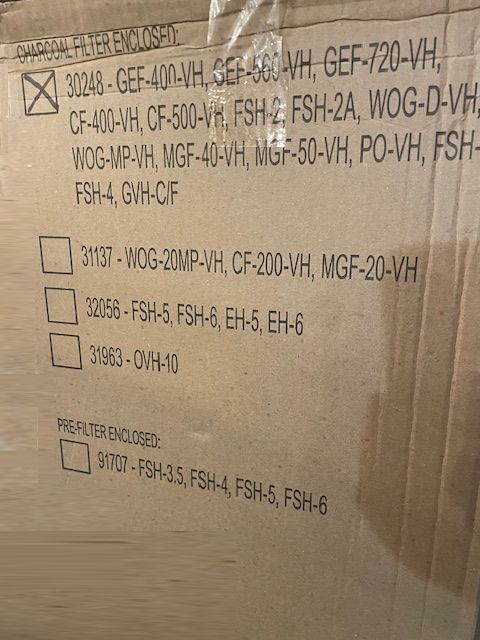 CHARCOAL FILTER ENCLOSED:
30248 - GEF-400-VH, GEF-560-VH, GEF-720-VH,
CF-400-VH, CF-500-VH, FSH-2, FSH-2A, WOG-D-VH,
WOG-MP-VH, MGF-40-VH, MGF-50-VH, PO-VH, FSH-
FSH-4, GVH-C/F
31137 - WOG-20MP-VH, CF-200-VH, MGF-20-VH
32056 - FSH-5, FSH-6, EH-5, EH-6
31963 - OVH-10
PRE-FILTER ENCLOSED:
91707 - FSH-3.5, FSH-4, FSH-5, FSH-6